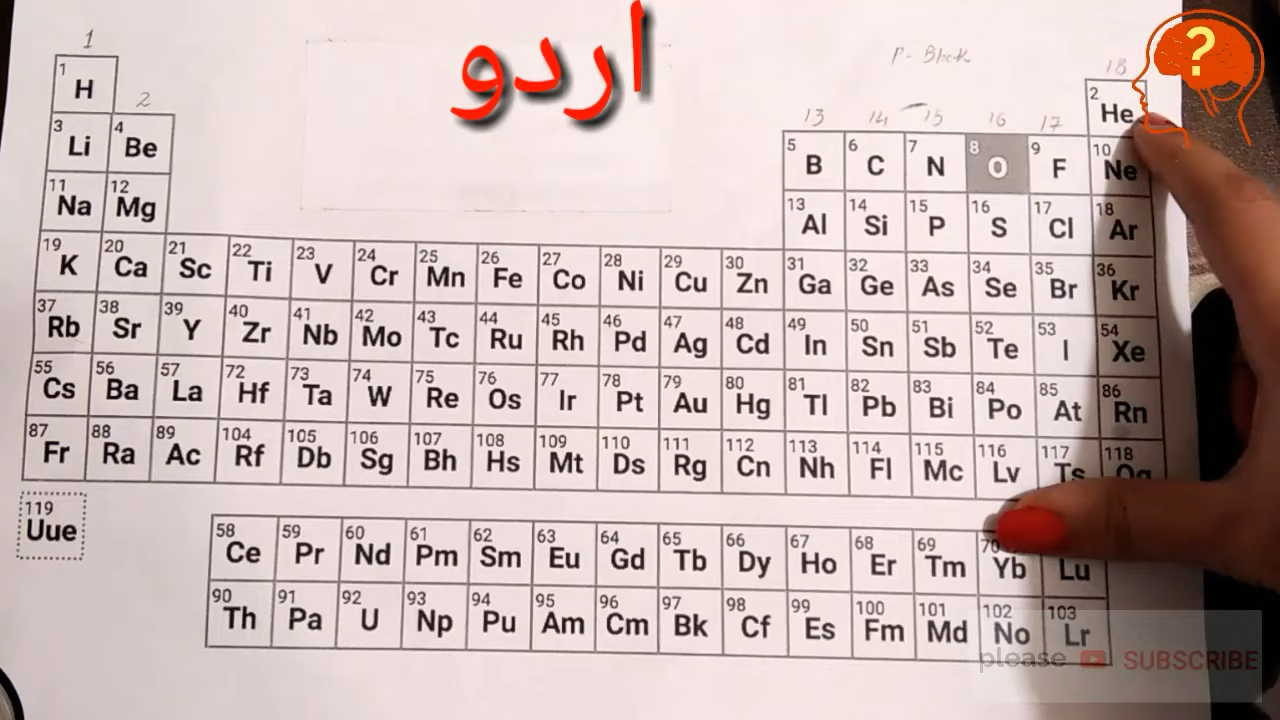 اردو
1
P-Block
18
1 H
2
2 He
13 14 15 16 17
3 Li 4 Be 5 B 6 C 7 N 8 O 9 F 10 Ne
11 Na 12 Mg 13 Al 14 Si 15 P 16 S 17 Cl 18 Ar
19 K 20 Ca 21 Sc 22 Ti 23 V 24 Cr 25 Mn 26 Fe 27 Co 28 Ni 29 Cu 30 Zn 31 Ga 32 Ge 33 As 34 Se 35 Br 36 Kr
37 Rb 38 Sr 39 Y 40 Zr 41 Nb 42 Mo 43 Tc 44 Ru 45 Rh 46 Pd 47 Ag 48 Cd 49 In 50 Sn 51 Sb 52 Te 53 I 54 Xe
55 Cs 56 Ba 57 La 72 Hf 73 Ta 74 W 75 Re 76 Os 77 Ir 78 Pt 79 Au 80 Hg 81 Tl 82 Pb 83 Bi 84 Po 85 At 86 Rn
87 Fr 88 Ra 89 Ac 104 Rf 105 Db 106 Sg 107 Bh 108 Hs 109 Mt 110 Ds 111 Rg 112 Cn 113 Nh 114 Fl 115 Mc 116 Lv 117 Ts 118 Og
119 Uue
58 Ce 59 Pr 60 Nd 61 Pm 62 Sm 63 Eu 64 Gd 65 Tb 66 Dy 67 Ho 68 Er 69 Tm 70 Yb Lu
90 Th 91 Pa 92 U 93 Np 94 Pu 95 Am 96 Cm 97 Bk 98 Cf 99 Es 100 Fm 101 Md 102 No 103 Lr
please SUBSCRIBE
?